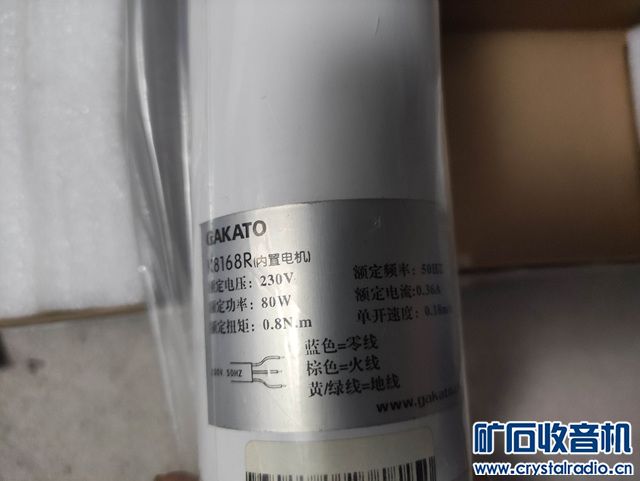 GAKATO
K8168R(内置电机)
额定电压: 230V
额定功率: 80W
额定扭矩: 0.8N.m
额定频率: 50HZ
额定电流:0.36A
单开速度: 0.18m
蓝色=零线
棕色=火线
黄/绿线=地线
50HZ
www.gakato.
矿石收音机
www.crystalradio.cn